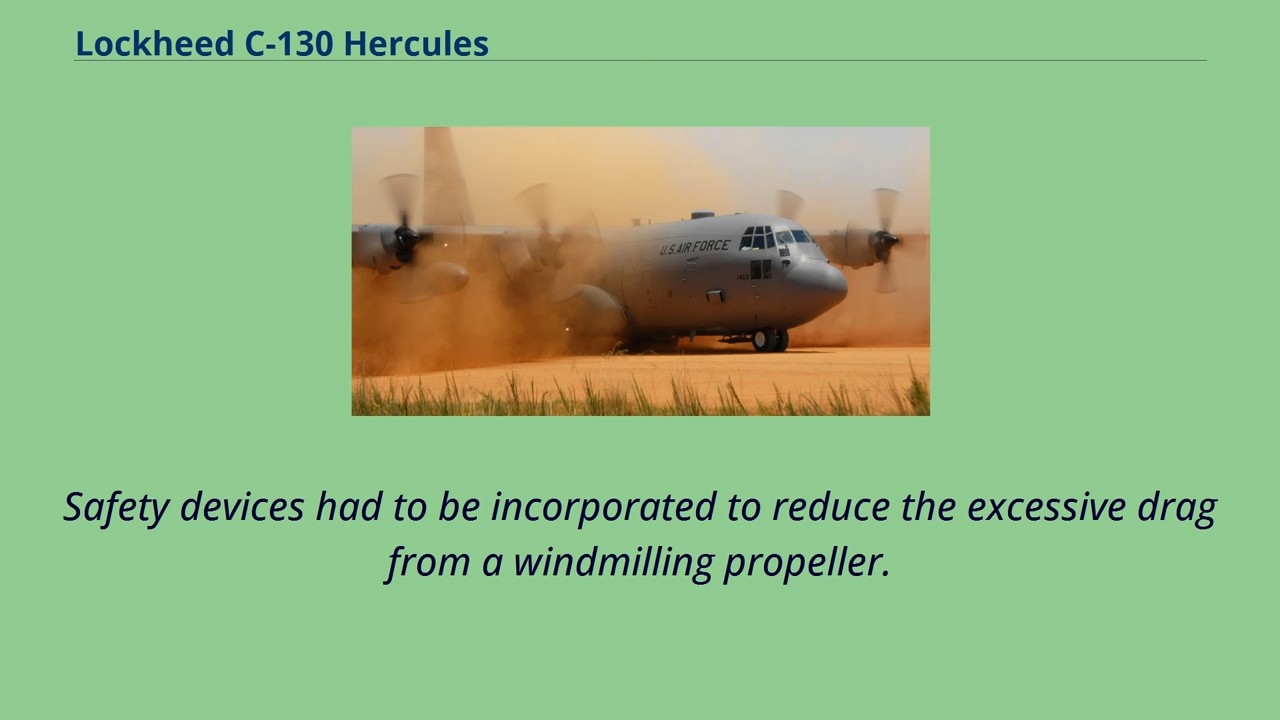 Lockheed C-130 Hercules
U.S. AIR FORCE
Safety devices had to be incorporated to reduce the excessive drag
from a windmilling propeller.